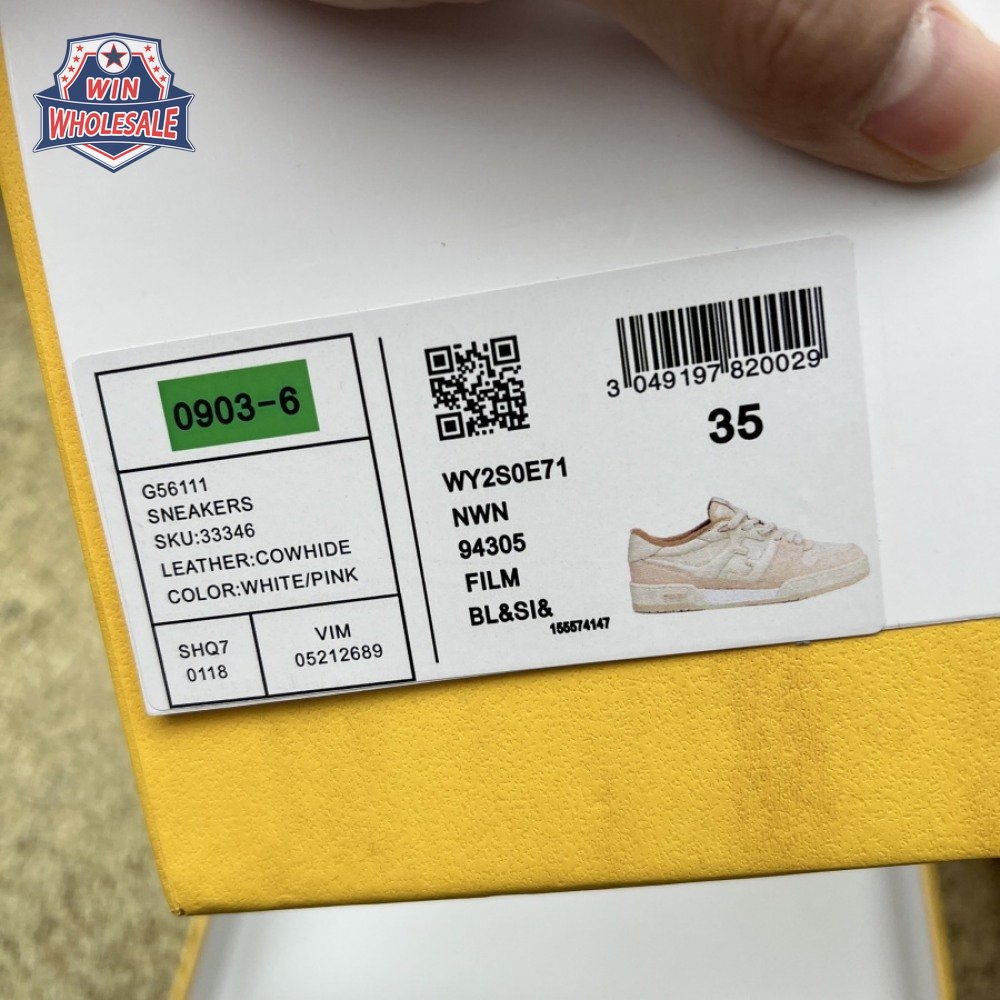 WIN
WHOLESALE
0903-6
G56111
SNEAKERS
SKU:33346
LEATHER:COWHIDE
COLOR:WHITE/PINK
SHQ7
0118
VIM
05212689
WY2S0E71
NWN
94305
FILM
BL&SI&
155574147
3 049197 820029
35